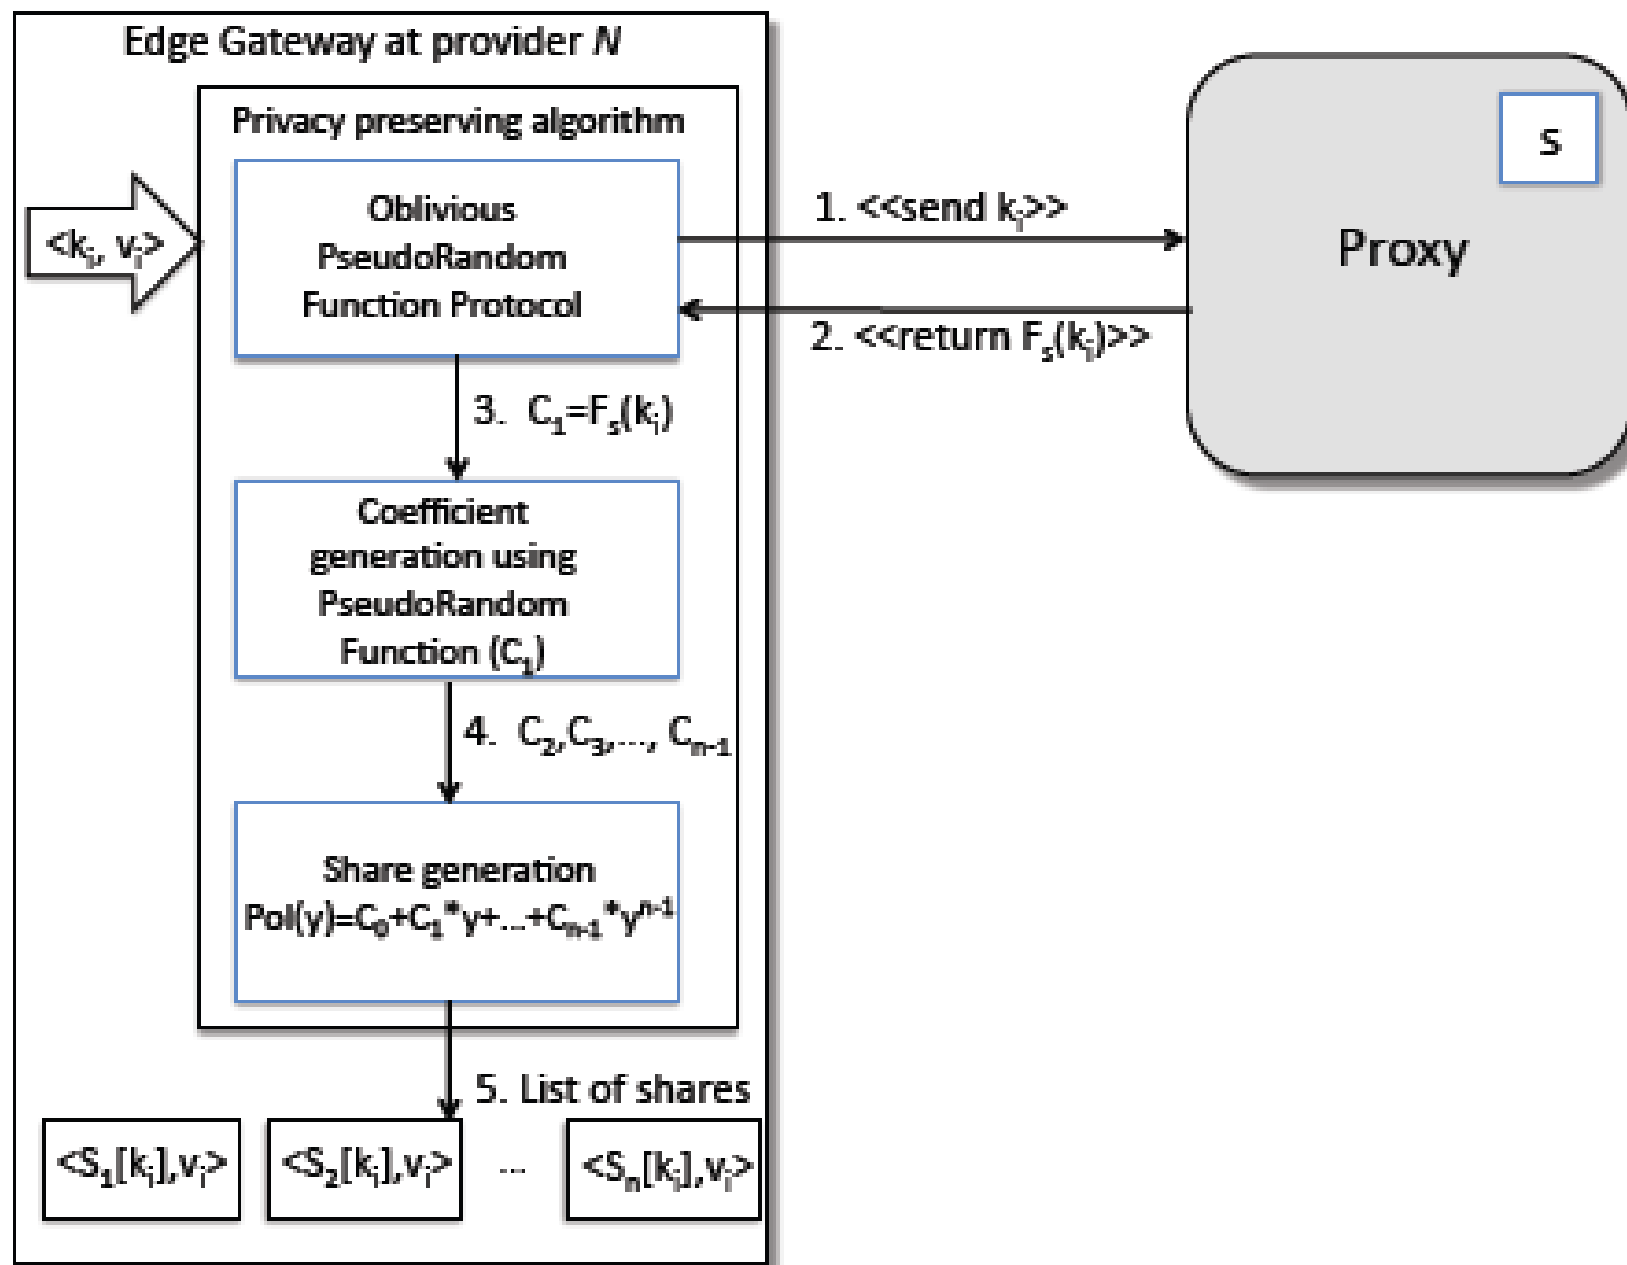 Edge Gateway at provider N
Privacy preserving algorithm
<kᵢ, vᵢ>
Oblivious
PseudoRandom
Function Protocol
1. <<send kᵢ>>
2. <<return Fₛ(kᵢ)>>
s
Proxy
3. C₁=Fₛ(kᵢ)
Coefficient
generation using
PseudoRandom
Function (C₁)
4. C₂,C₃,..., Cₙ₋₁
Share generation
Pol(y)=C₀+C₁*y+...+Cₙ₋₁*yⁿ⁻¹
5. List of shares
<S₁[kᵢ],vᵢ> <S₂[kᵢ],vᵢ> ... <Sₙ[kᵢ],vᵢ>